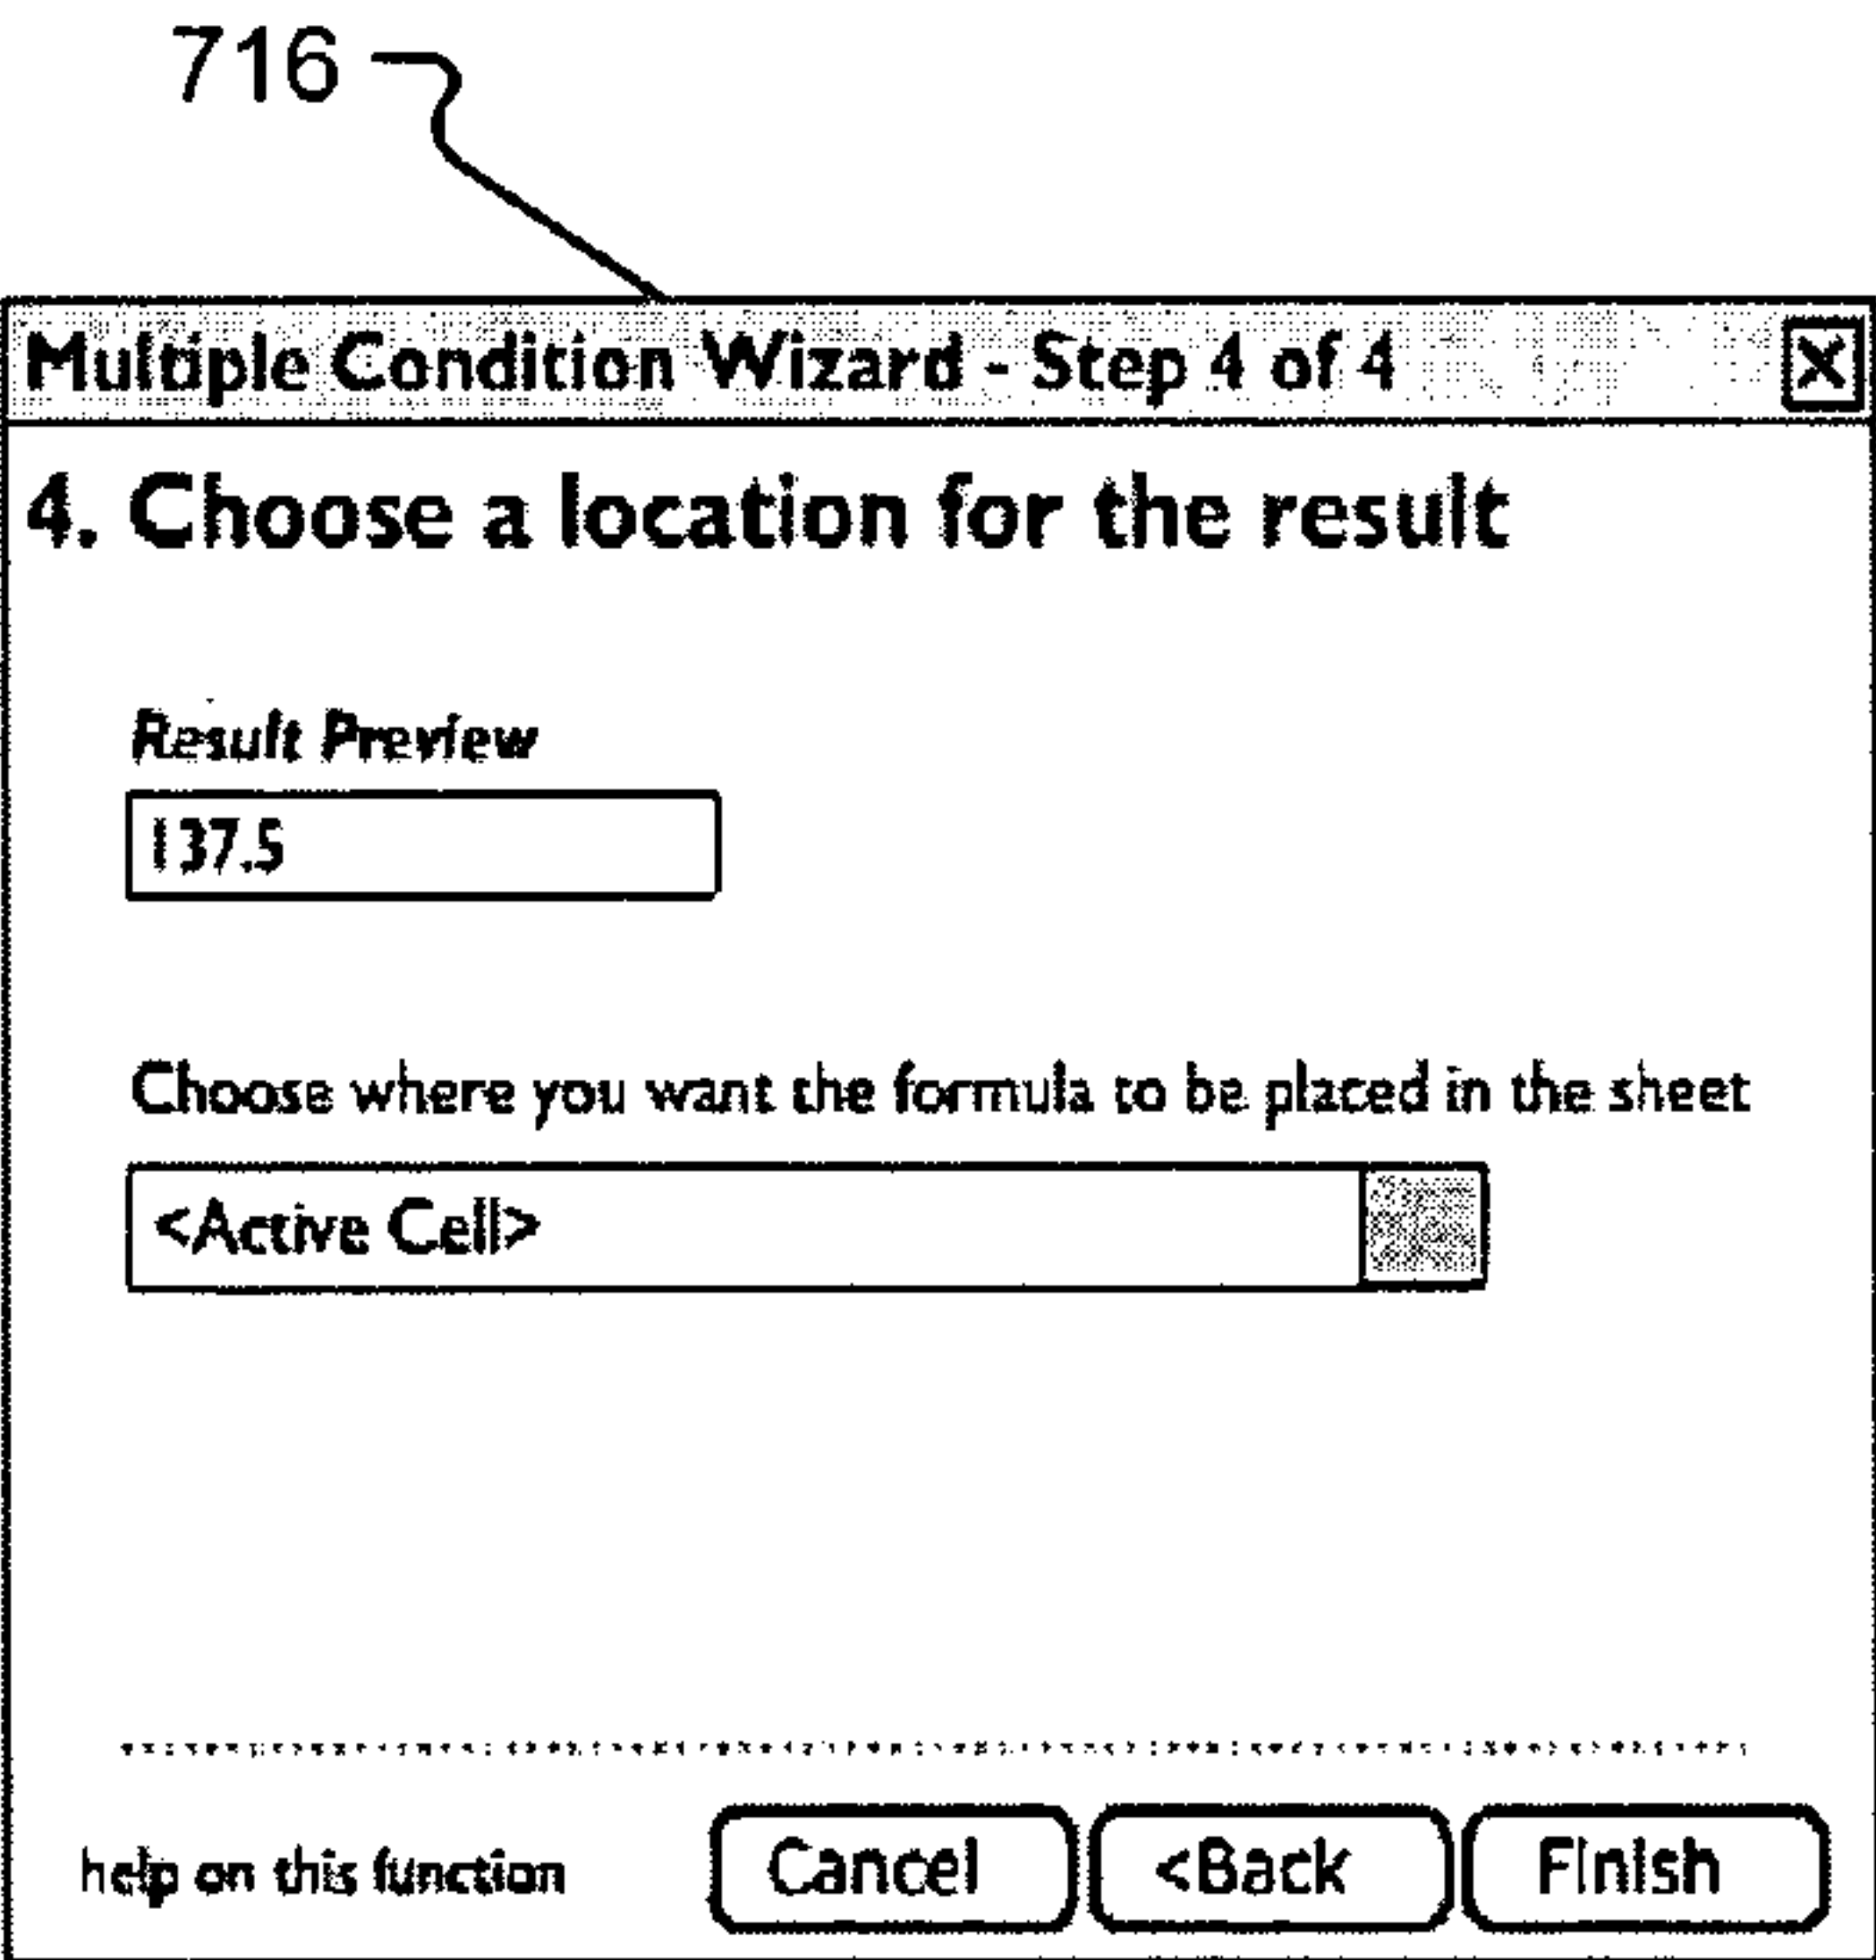 716
Multiple Condition Wizard - Step 4 of 4
4. Choose a location for the result
Result Preview
137.5
Choose where you want the formula to be placed in the sheet
<Active Cell>
help on this function
Cancel
<Back
Finish